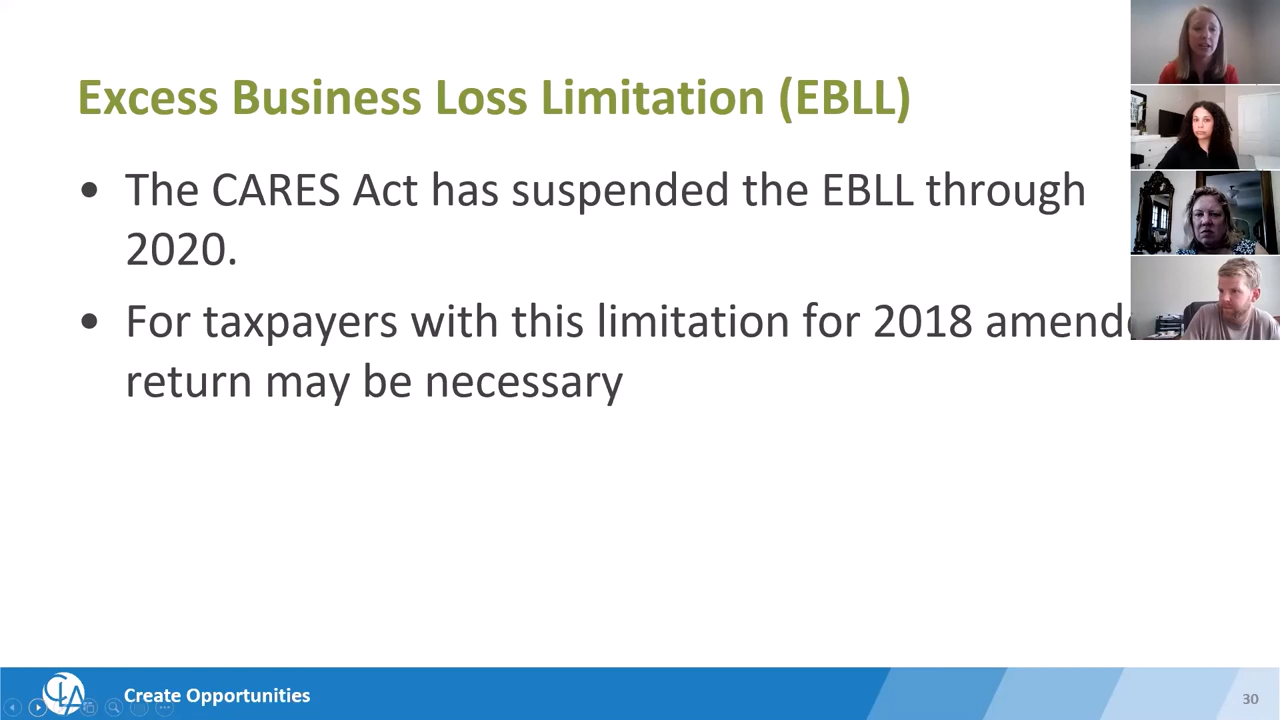 Excess Business Loss Limitation (EBLL)
• The CARES Act has suspended the EBLL through
2020.
• For taxpayers with this limitation for 2018
return may be necessary
CLA
Create Opportunities
30